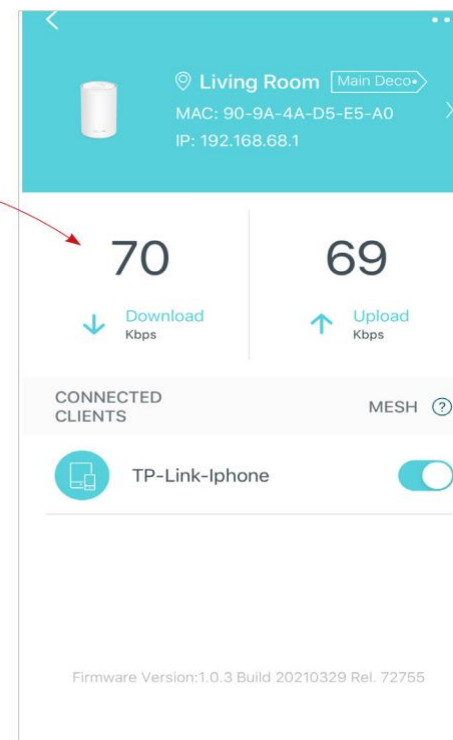 Living Room Main Deco
MAC: 90-9A-4A-D5-E5-A0
IP: 192.168.68.1
70 69
Download Upload
Kbps Kbps
CONNECTED
CLIENTS
MESH ?
TP-Link-Iphone
Firmware Version:1.0.3 Build 20210329 Rel. 72755